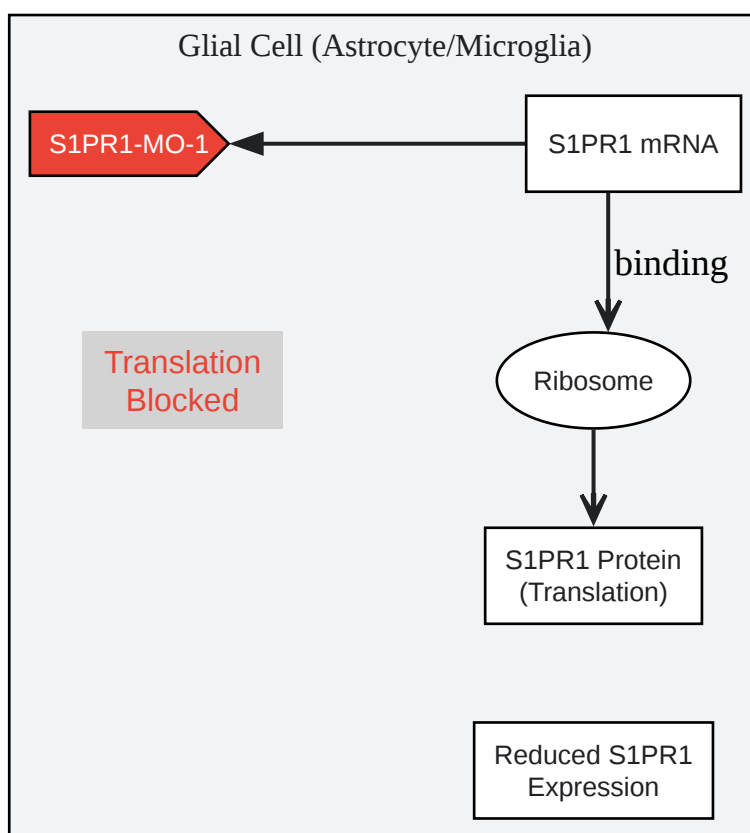 Glial Cell (Astrocyte/Microglia)
S1PR1-MO-1
S1PR1 mRNA
binding
Translation
Blocked
Ribosome
S1PR1 Protein
(Translation)
Reduced S1PR1
Expression